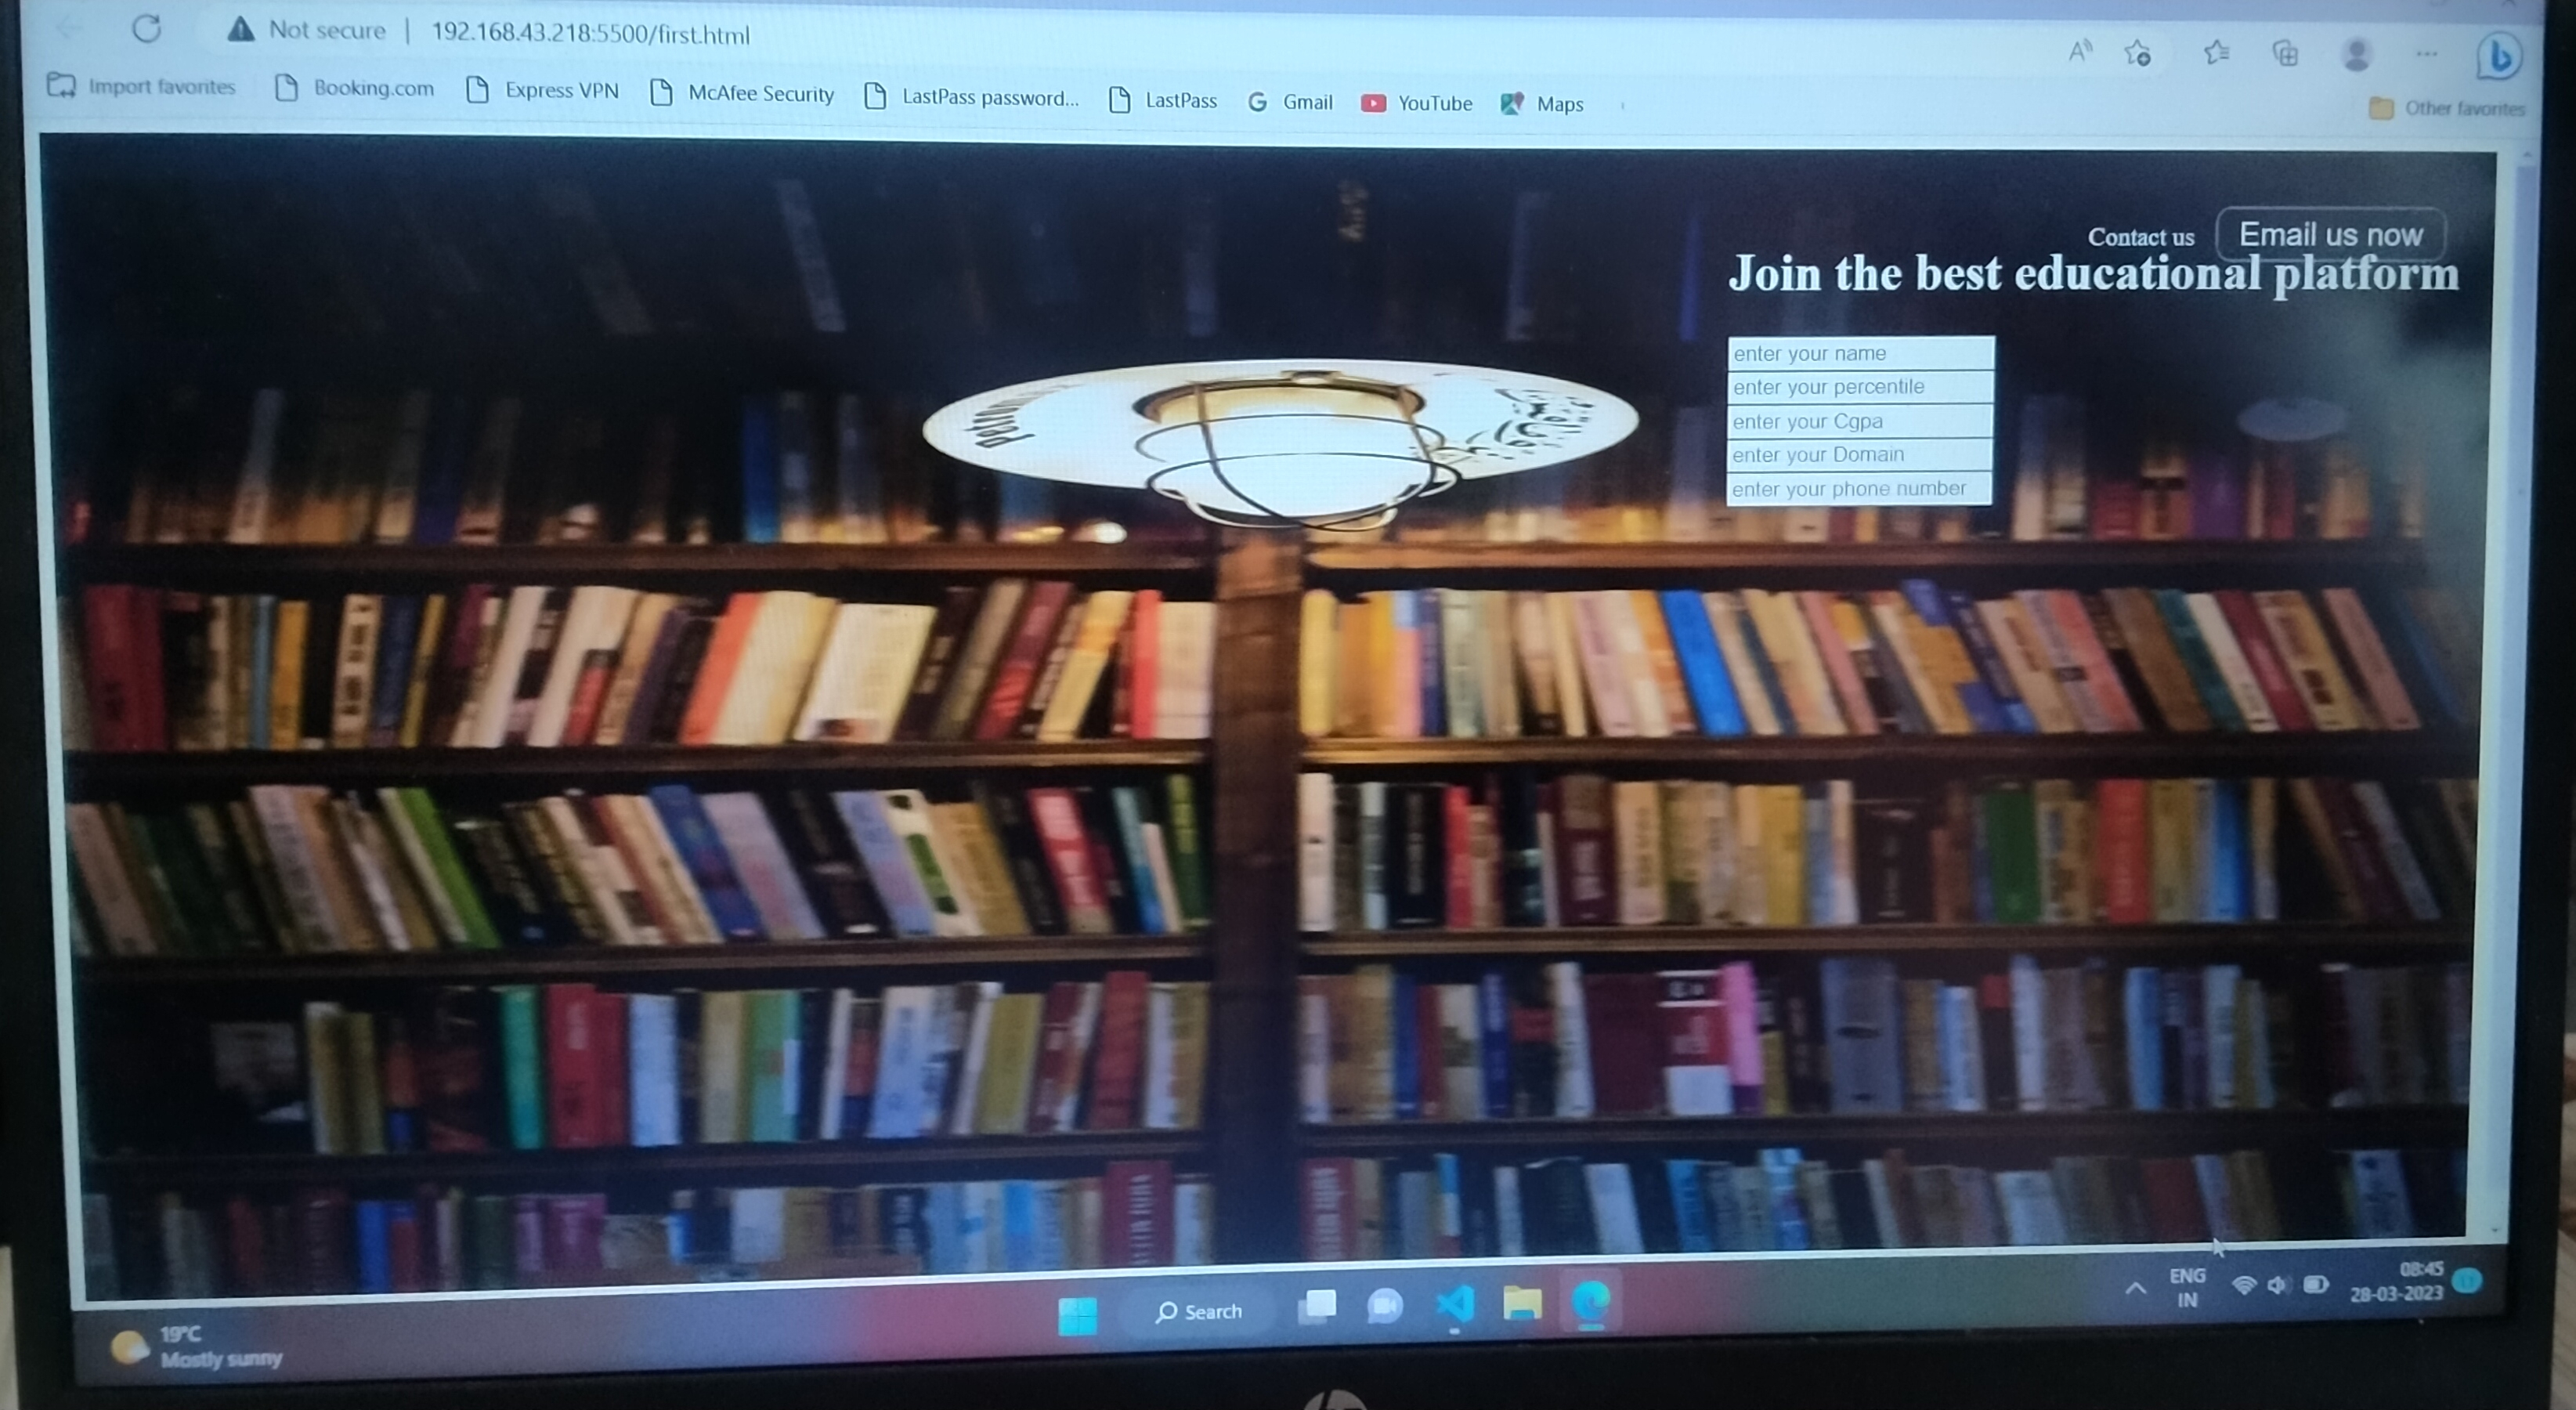 Not secure | 192.168.43.218:5500/first.html
Import favorites Booking.com Express VPN McAfee Security LastPass password... LastPass Gmail YouTube Maps
Other favorites
Contact us Email us now
Join the best educational platform
enter your name
enter your percentile
enter your Cgpa
enter your Domain
enter your phone number
19°C
Mostly sunny
Search
ENG
IN
08:45
28-03-2023